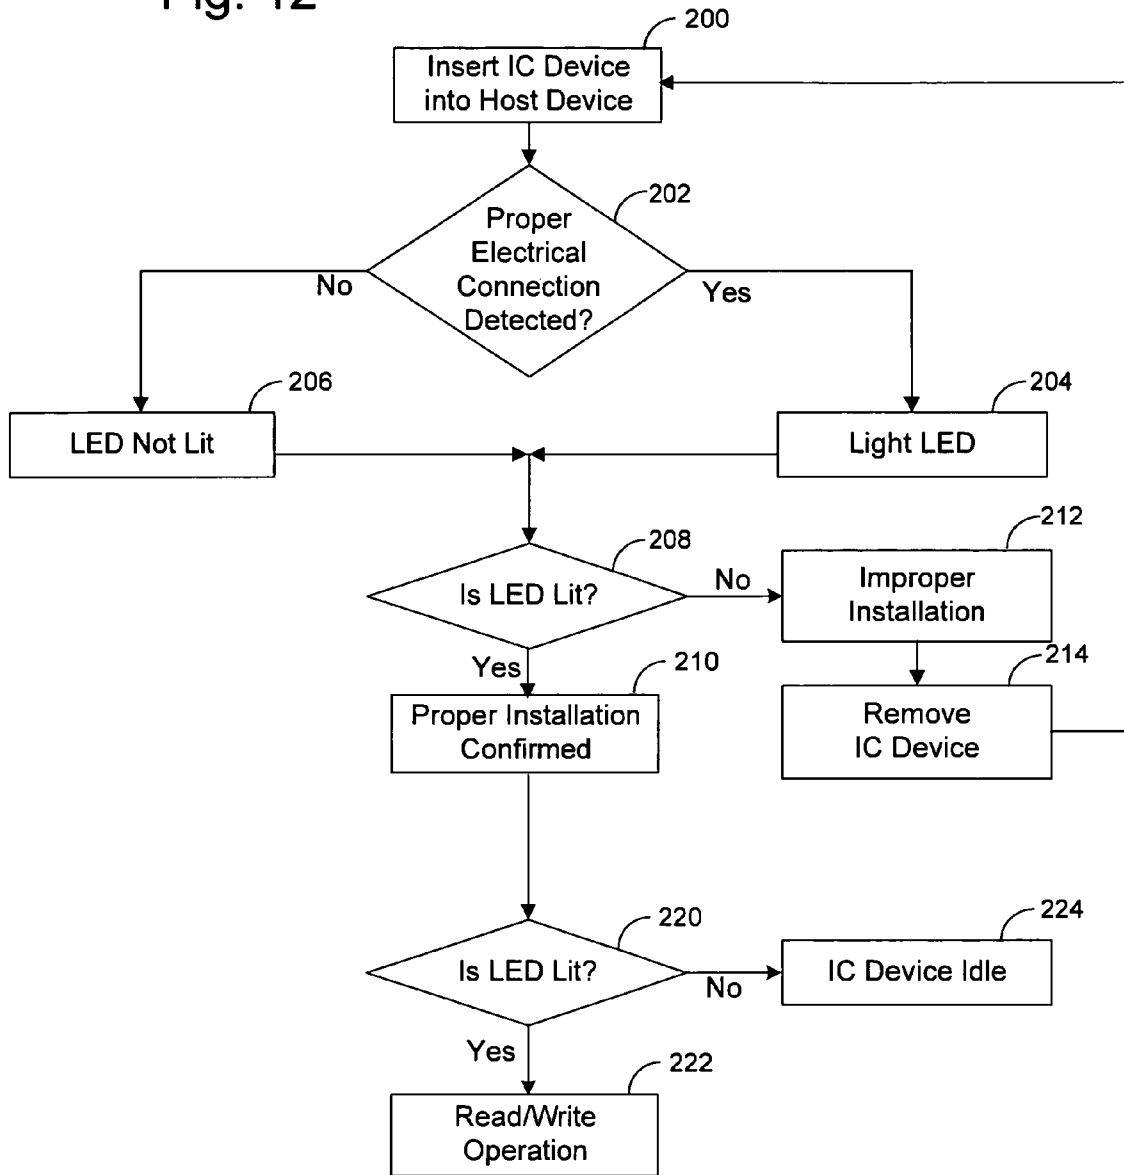 Fig. 12
200
Insert IC Device
into Host Device
202
Proper
Electrical
Connection
Detected?
No
Yes
206
LED Not Lit
204
Light LED
208
Is LED Lit?
No
212
Improper
Installation
Yes
210
Proper Installation
Confirmed
214
Remove
IC Device
220
Is LED Lit?
No
224
IC Device Idle
Yes
222
Read/Write
Operation